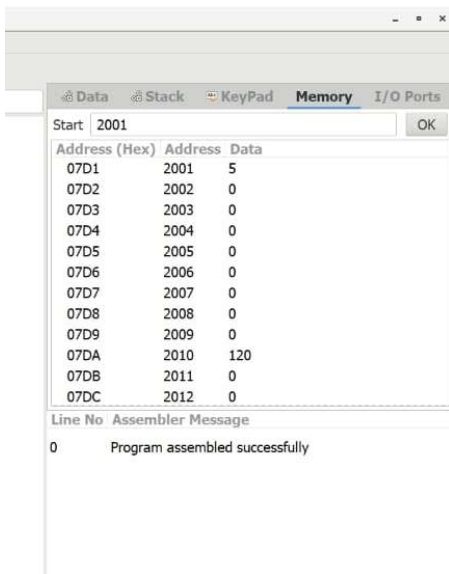 Data Stack KeyPad Memory I/O Ports
Start 2001 OK
Address (Hex) Address Data
07D1 2001 5
07D2 2002 0
07D3 2003 0
07D4 2004 0
07D5 2005 0
07D6 2006 0
07D7 2007 0
07D8 2008 0
07D9 2009 0
07DA 2010 120
07DB 2011 0
07DC 2012 0
Line No Assembler Message
0 Program assembled successfully